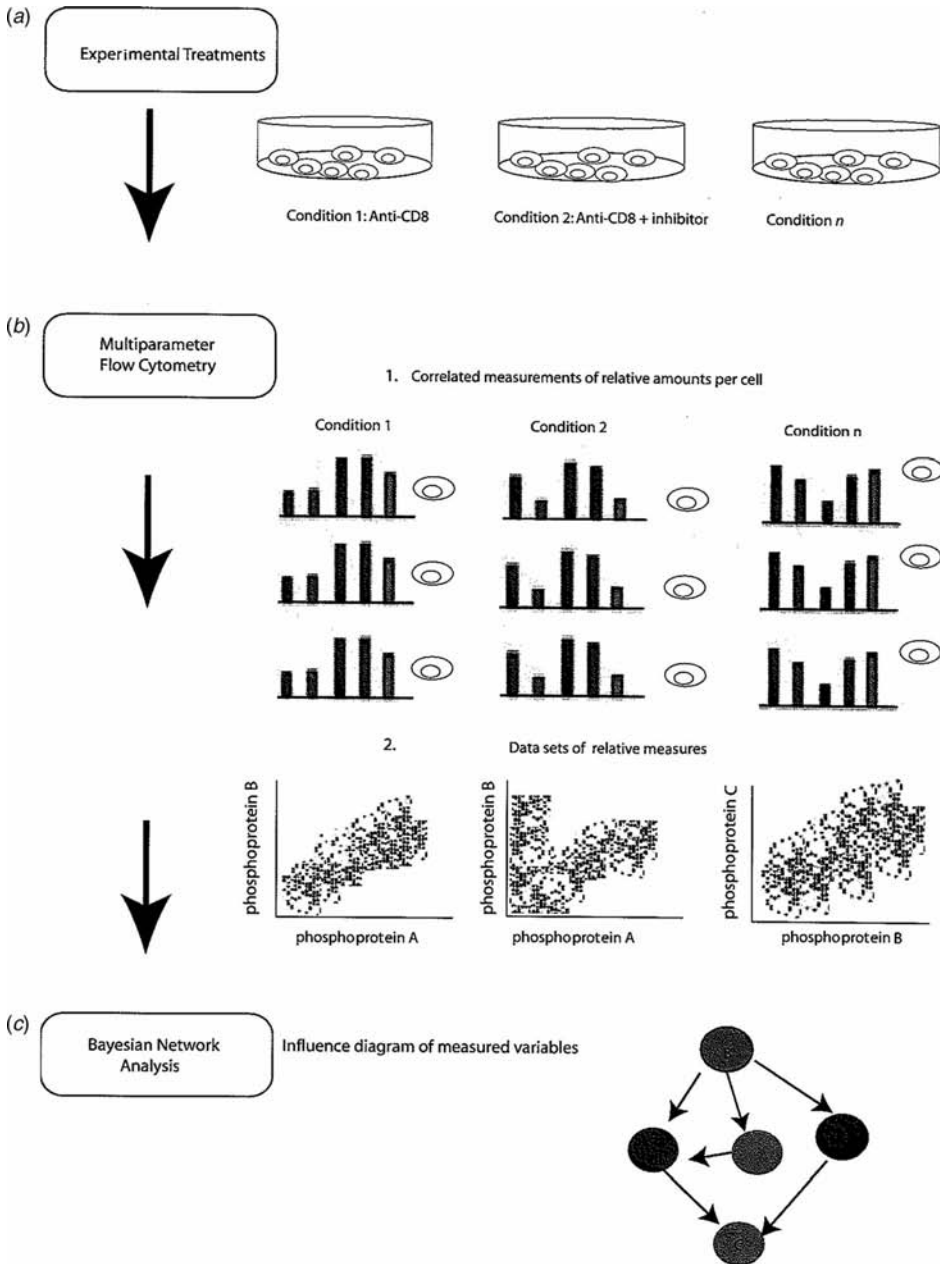 (a)
Experimental Treatments
Condition 1: Anti-CD8
Condition 2: Anti-CD8 + inhibitor
Condition n
(b)
Multiparameter
Flow Cytometry
1. Correlated measurements of relative amounts per cell
Condition 1
Condition 2
Condition n
2. Data sets of relative measures
phosphoprotein B
phosphoprotein A
phosphoprotein B
phosphoprotein A
phosphoprotein C
phosphoprotein B
(c)
Bayesian Network
Analysis
Influence diagram of measured variables